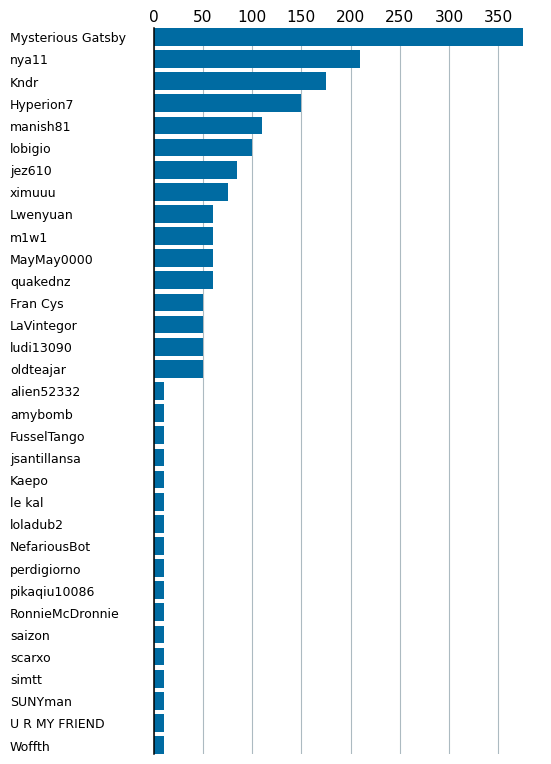 0 50 100 150 200 250 300 350
Mysterious Gatsby
nya11
Kndr
Hyperion7
manish81
lobigio
jez610
ximuuu
Lwenyuan
m1w1
MayMay0000
quakednz
Fran Cys
LaVintegor
ludi13090
oldteajar
alien52332
amybomb
FusselTango
jsantillansa
Kaepo
le kal
loladub2
NefariousBot
perdigiorno
pikaqiu10086
RonnieMcDronnie
saizon
scarxo
simtt
SUNYman
U R MY FRIEND
Woffth